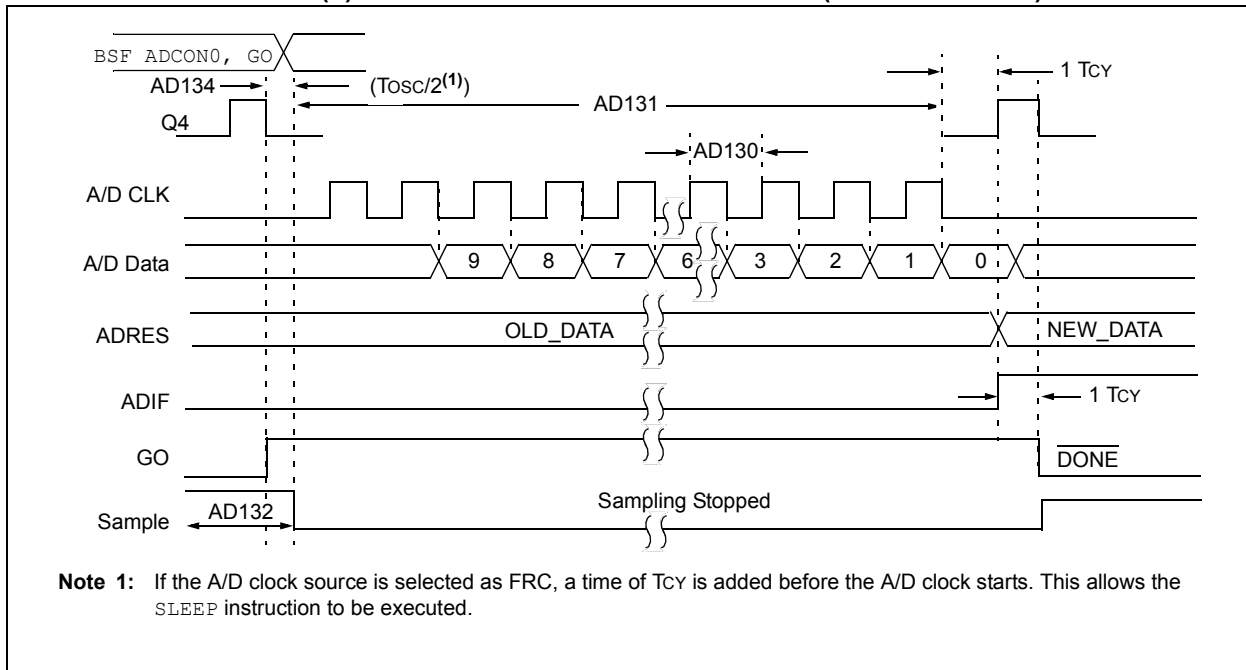 BSF ADCON0, GO
1 TCY
AD134
(TOSC/2(1))
AD131
Q4
AD130
A/D CLK
A/D Data
9 8 7 6 3 2 1 0
ADRES
OLD_DATA
NEW_DATA
ADIF
1 TCY
GO
DONE
Sampling Stopped
AD132
Sample
Note 1: If the A/D clock source is selected as FRC, a time of TCY is added before the A/D clock starts. This allows the
SLEEP instruction to be executed.